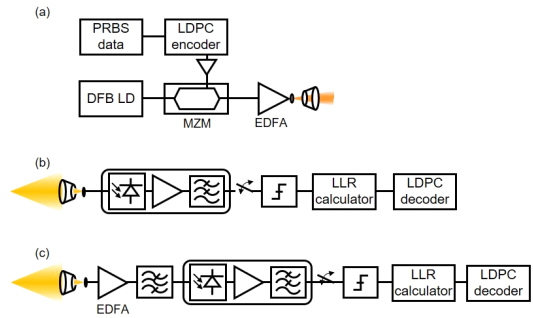 (a)
PRBS
data
LDPC
encoder
DFB LD
MZM
EDFA
(b)
LLR
calculator
LDPC
decoder
(c)
EDFA
LLR
calculator
LDPC
decoder